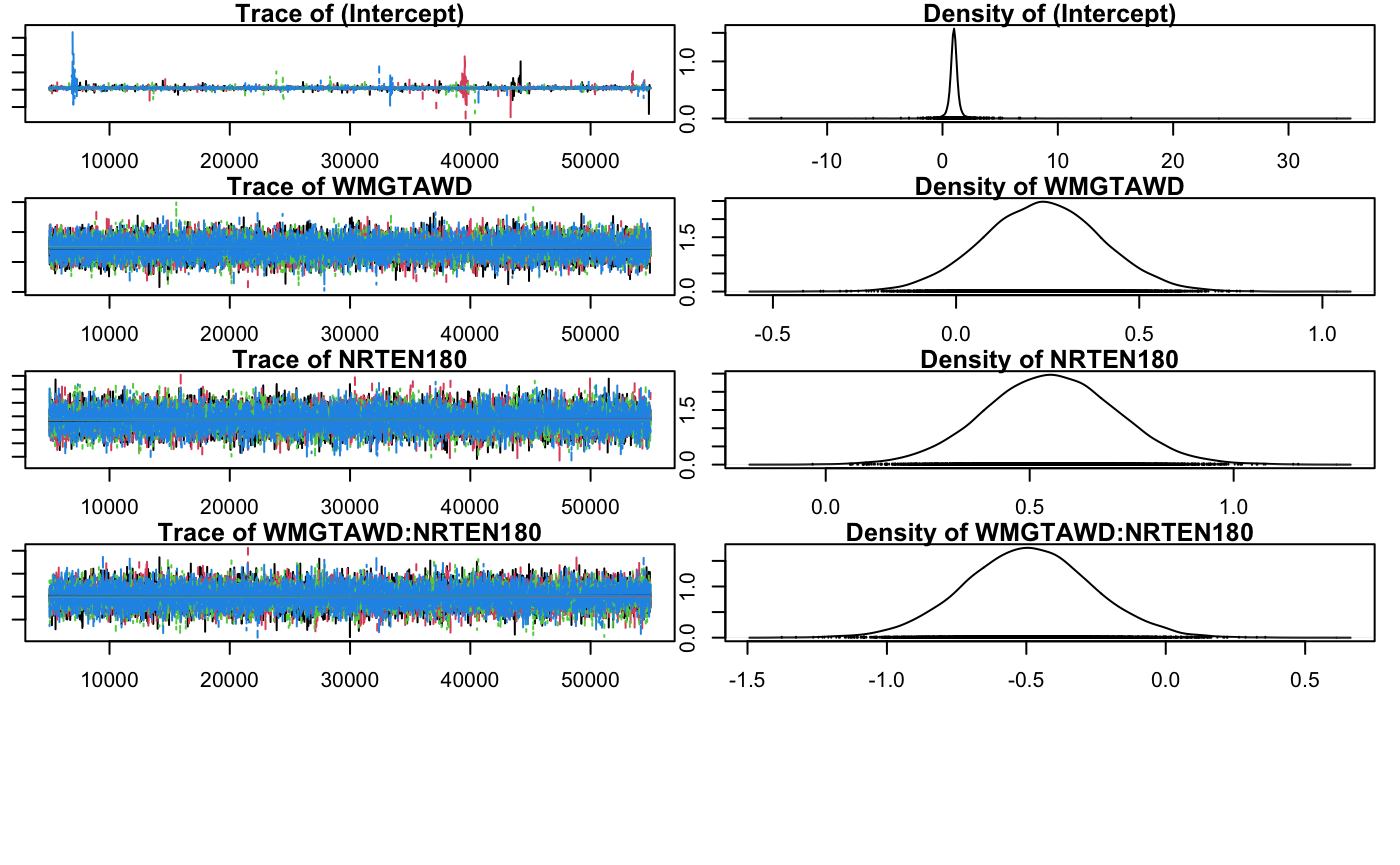 Trace of (Intercept) Density of (Intercept)
1.0
0.0
10000 20000 30000 40000 50000 -10 0 10 20 30
Trace of WMGTAWD Density of WMGTAWD
1.5
0.0
10000 20000 30000 40000 50000 -0.5 0.0 0.5 1.0
Trace of NRTEN180 Density of NRTEN180
1.5
0.0
10000 20000 30000 40000 50000 0.0 0.5 1.0
Trace of WMGTAWD:NRTEN180 Density of WMGTAWD:NRTEN180
1.0
0.0
10000 20000 30000 40000 50000 -1.5 -1.0 -0.5 0.0 0.5